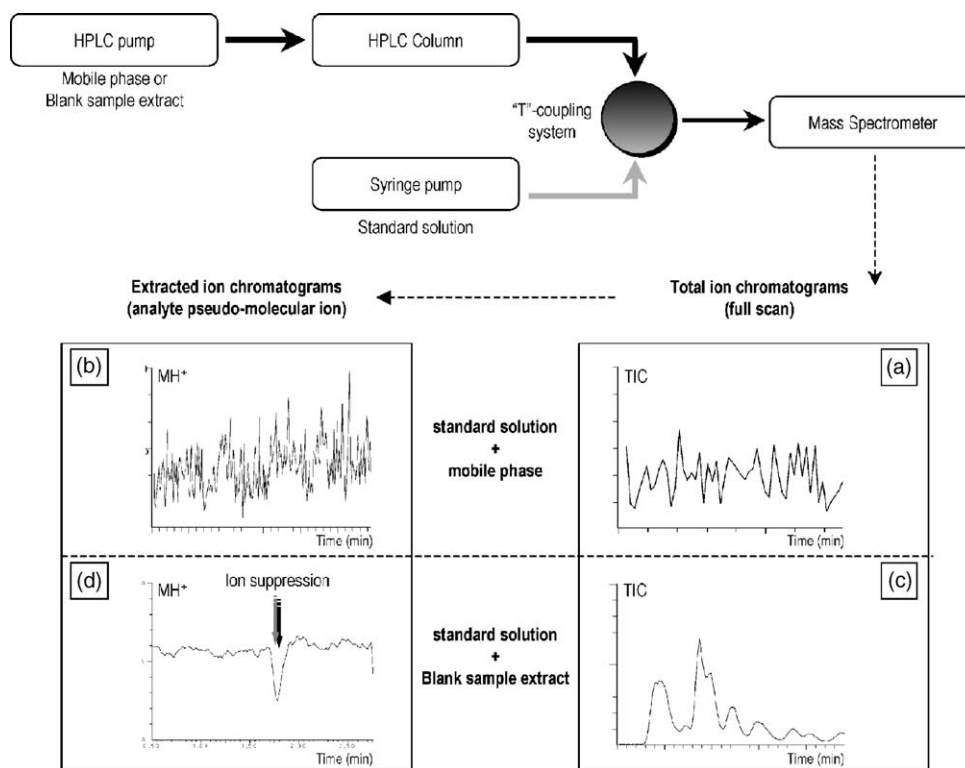 HPLC pump
HPLC Column
Mobile phase or
Blank sample extract
"T"-coupling
system
Mass Spectrometer
Syringe pump
Standard solution
Extracted ion chromatograms
(analyte pseudo-molecular ion)
Total ion chromatograms
(full scan)
(b)
MH+
Time (min)
standard solution
+
mobile phase
(a)
TIC
Time (min)
(d)
MH+
Ion suppression
Time (min)
standard solution
+
Blank sample extract
(c)
TIC
Time (min)